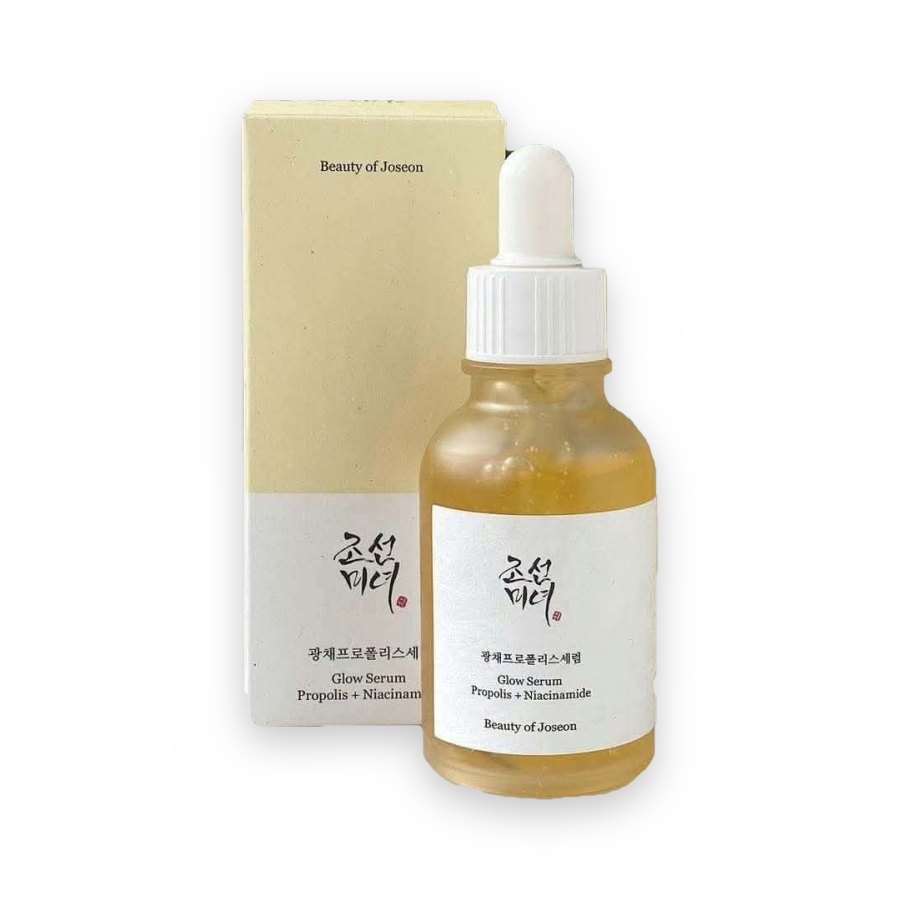 Beauty of Joseon
조선
미녀
광채프로폴리스세
Glow Serum
Propolis + Niacinam
조선
미녀
광채프로폴리스세럼
Glow Serum
Propolis + Niacinamide
Beauty of Joseon